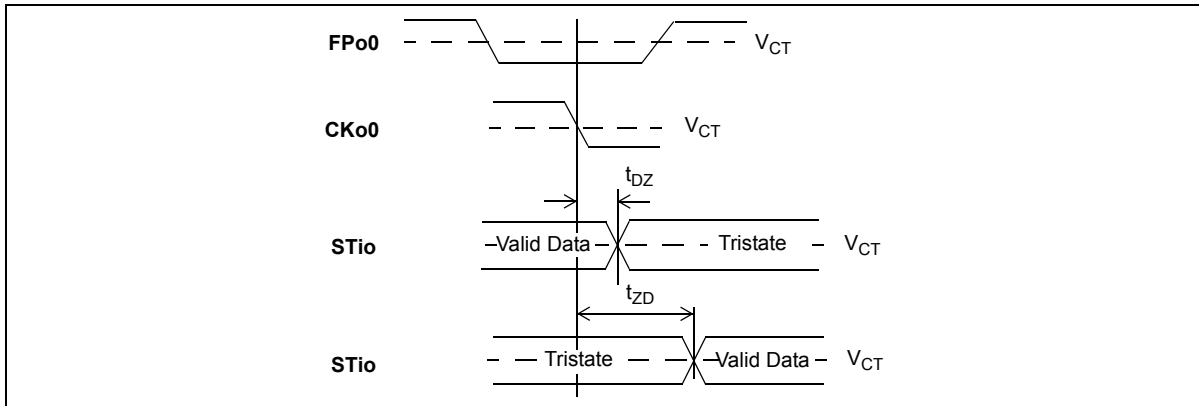 FPo0 V_CT
CKo0 V_CT
t_DZ
STio Valid Data Tristate V_CT
t_ZD
STio Tristate Valid Data V_CT